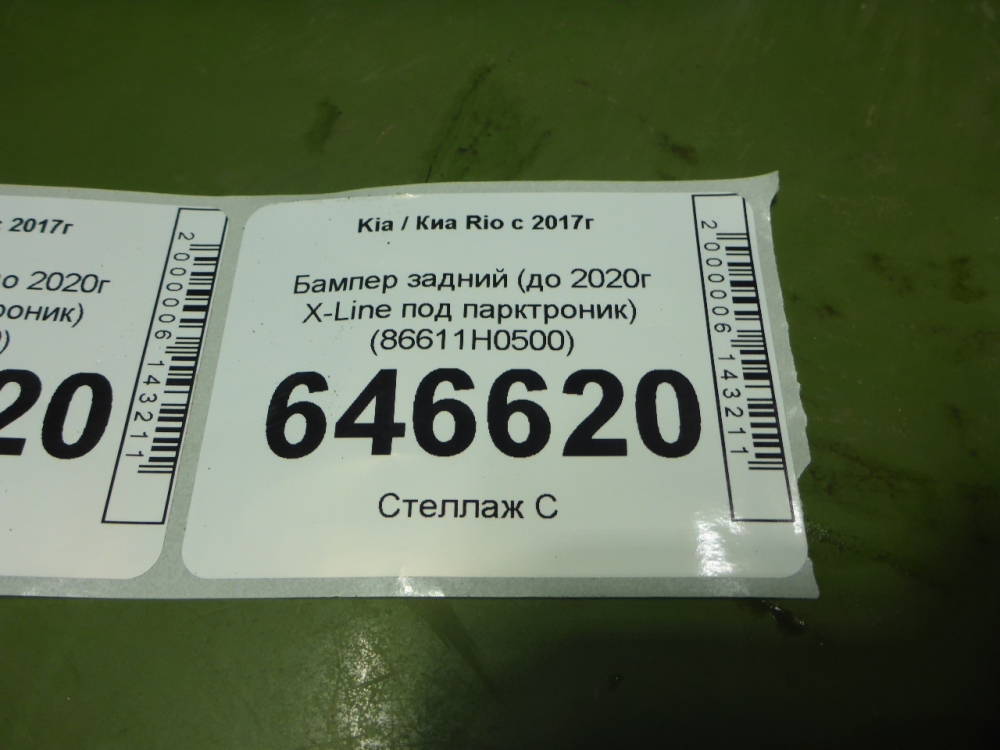 с 2017г
до 2020г
20
2000006143211
Kia / Киа Rio с 2017г
Бампер задний (до 2020г
X-Line под парктроник)
(86611H0500)
646620
Стеллаж С
2000006143211